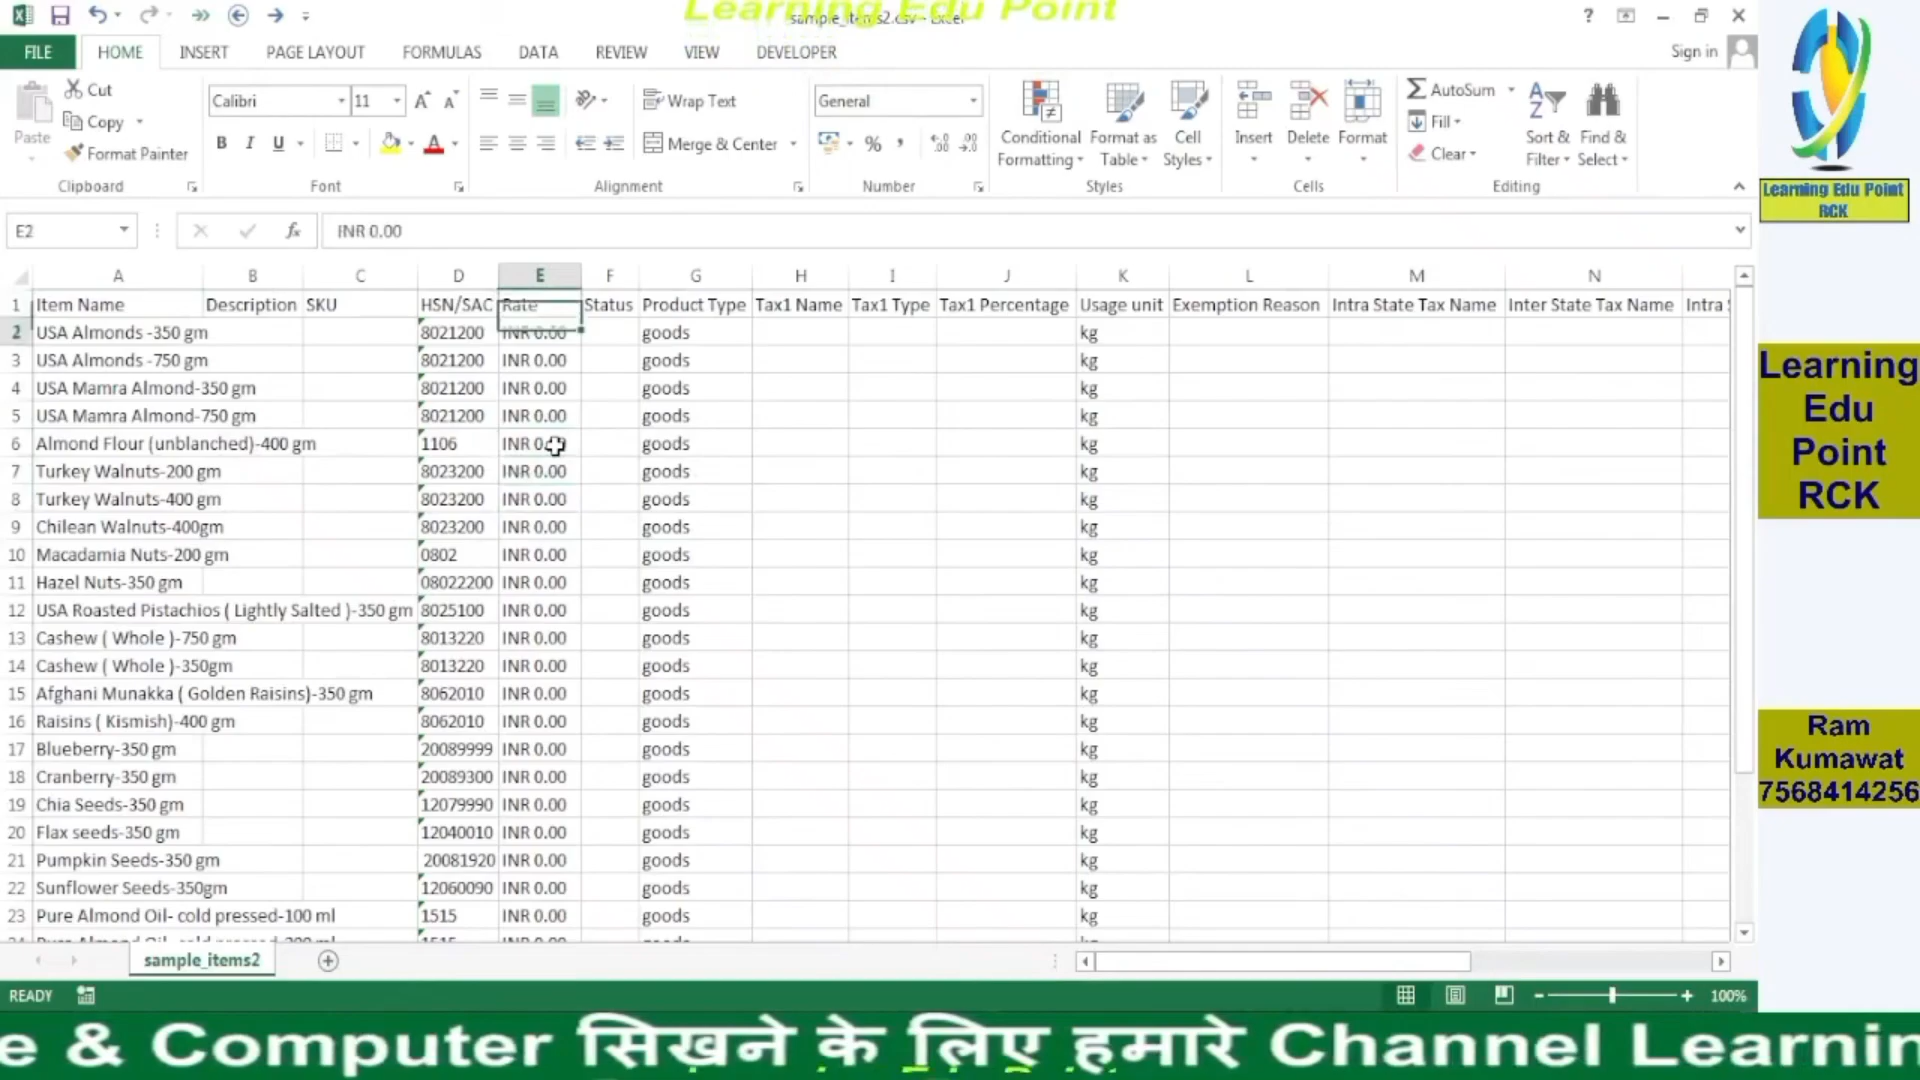 Learning Edu Point
sample_items2.csv - Excel
?
FILE HOME INSERT PAGE LAYOUT FORMULAS DATA REVIEW VIEW DEVELOPER Sign in
Cut
Copy
Format Painter
Paste
Clipboard
Calibri 11
B I U
Font
Wrap Text
Merge & Center
Alignment
General
%
Number
Conditional Formatting
Format as Table
Cell Styles
Styles
Insert
Delete
Format
Cells
AutoSum
Fill
Clear
Sort & Filter
Find & Select
Editing
E2 fx INR 0.00
A B C D E F G H I J K L M N
1 Item Name Description SKU HSN/SAC Rate Status Product Type Tax1 Name Tax1 Type Tax1 Percentage Usage unit Exemption Reason Intra State Tax Name Inter State Tax Name Intra
2 USA Almonds -350 gm 8021200 INR 0.00 goods kg
3 USA Almonds -750 gm 8021200 INR 0.00 goods kg
4 USA Mamra Almond-350 gm 8021200 INR 0.00 goods kg
5 USA Mamra Almond-750 gm 8021200 INR 0.00 goods kg
6 Almond Flour (unblanched)-400 gm 1106 INR goods kg
7 Turkey Walnuts-200 gm 8023200 INR 0.00 goods kg
8 Turkey Walnuts-400 gm 8023200 INR 0.00 goods kg
9 Chilean Walnuts-400gm 8023200 INR 0.00 goods kg
10 Macadamia Nuts-200 gm 0802 INR 0.00 goods kg
11 Hazel Nuts-350 gm 08022200 INR 0.00 goods kg
12 USA Roasted Pistachios ( Lightly Salted )-350 gm 8025100 INR 0.00 goods kg
13 Cashew ( Whole )-750 gm 8013220 INR 0.00 goods kg
14 Cashew ( Whole )-350gm 8013220 INR 0.00 goods kg
15 Afghani Munakka ( Golden Raisins)-350 gm 8062010 INR 0.00 goods kg
16 Raisins ( Kismish)-400 gm 8062010 INR 0.00 goods kg
17 Blueberry-350 gm 20089999 INR 0.00 goods kg
18 Cranberry-350 gm 20089300 INR 0.00 goods kg
19 Chia Seeds-350 gm 12079990 INR 0.00 goods kg
20 Flax seeds-350 gm 12040010 INR 0.00 goods kg
21 Pumpkin Seeds-350 gm 20081920 INR 0.00 goods kg
22 Sunflower Seeds-350gm 12060090 INR 0.00 goods kg
23 Pure Almond Oil- cold pressed-100 ml 1515 INR 0.00 goods kg
sample_items2
READY 100%
Learning Edu Point
RCK
Learning
Edu
Point
RCK
Ram
Kumawat
7568414256
e & Computer सिखने के लिए हमारे Channel Learnin